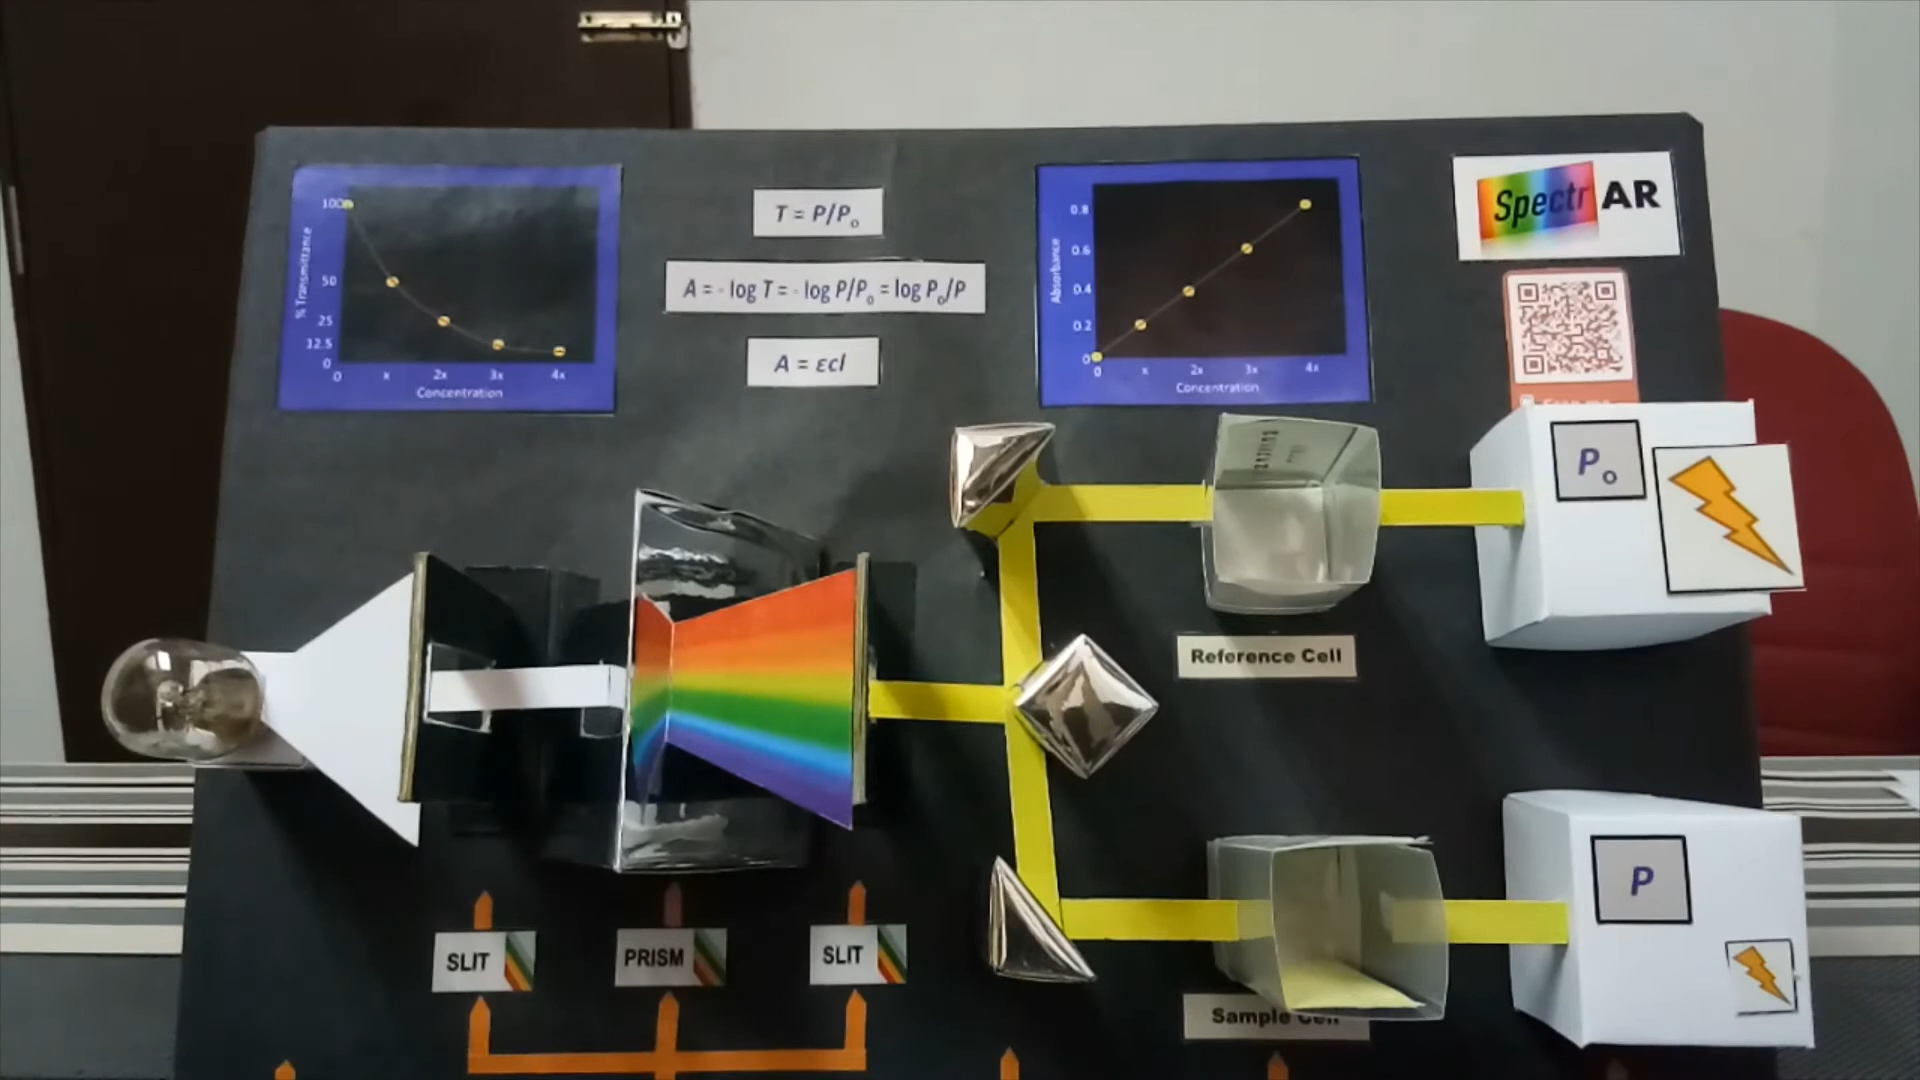 100
50
25
12.5
0
% Transmittance
0 x 2x 3x 4x
Concentration
T = P/Po
A = - log T = - log P/Po = log Po/P
A = εcl
0.8
0.6
0.4
0.2
0
Absorbance
0 x 2x 3x 4x
Concentration
Spectr AR
Po
Reference Cell
P
SLIT
PRISM
SLIT
Sample Cell